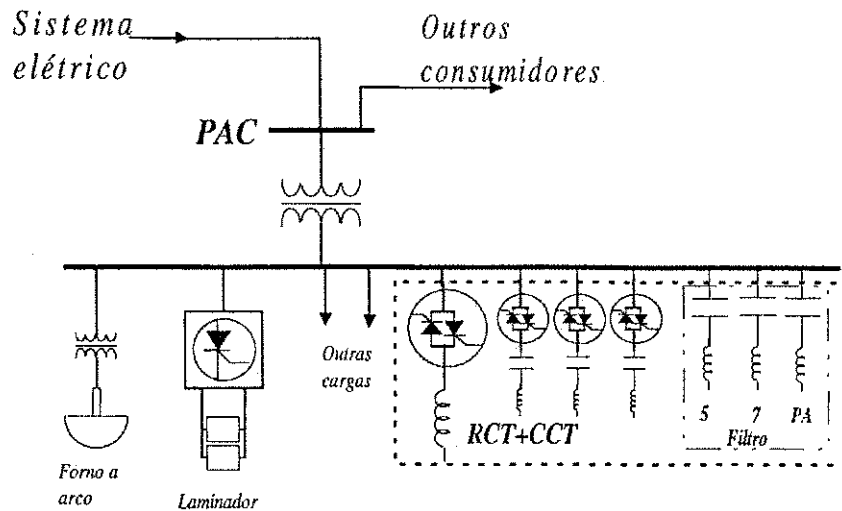 Sistema
elétrico
Outros
consumidores
PAC
Outras
cargas
RCT+CCT
5 7 PA
Filtro
Forno a
arco
Laminador